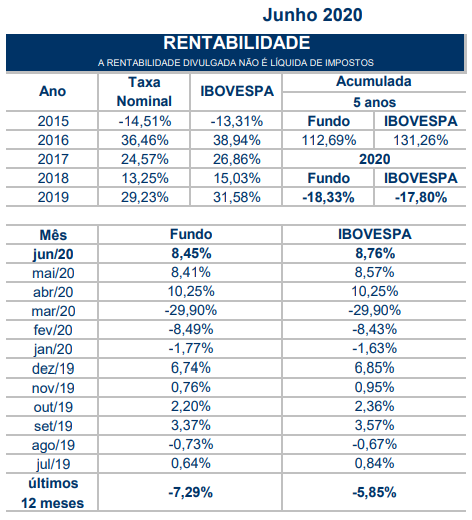 Junho 2020
RENTABILIDADE
A RENTABILIDADE DIVULGADA NÃO É LÍQUIDA DE IMPOSTOS
Ano Taxa Nominal IBOVESPA Acumulada
5 anos
2015 -14,51% -13,31% Fundo IBOVESPA
2016 36,46% 38,94% 112,69% 131,26%
2017 24,57% 26,86% 2020
2018 13,25% 15,03% Fundo IBOVESPA
2019 29,23% 31,58% -18,33% -17,80%
Mês Fundo IBOVESPA
jun/20 8,45% 8,76%
mai/20 8,41% 8,57%
abr/20 10,25% 10,25%
mar/20 -29,90% -29,90%
fev/20 -8,49% -8,43%
jan/20 -1,77% -1,63%
dez/19 6,74% 6,85%
nov/19 0,76% 0,95%
out/19 2,20% 2,36%
set/19 3,37% 3,57%
ago/19 -0,73% -0,67%
jul/19 0,64% 0,84%
últimos
12 meses -7,29% -5,85%